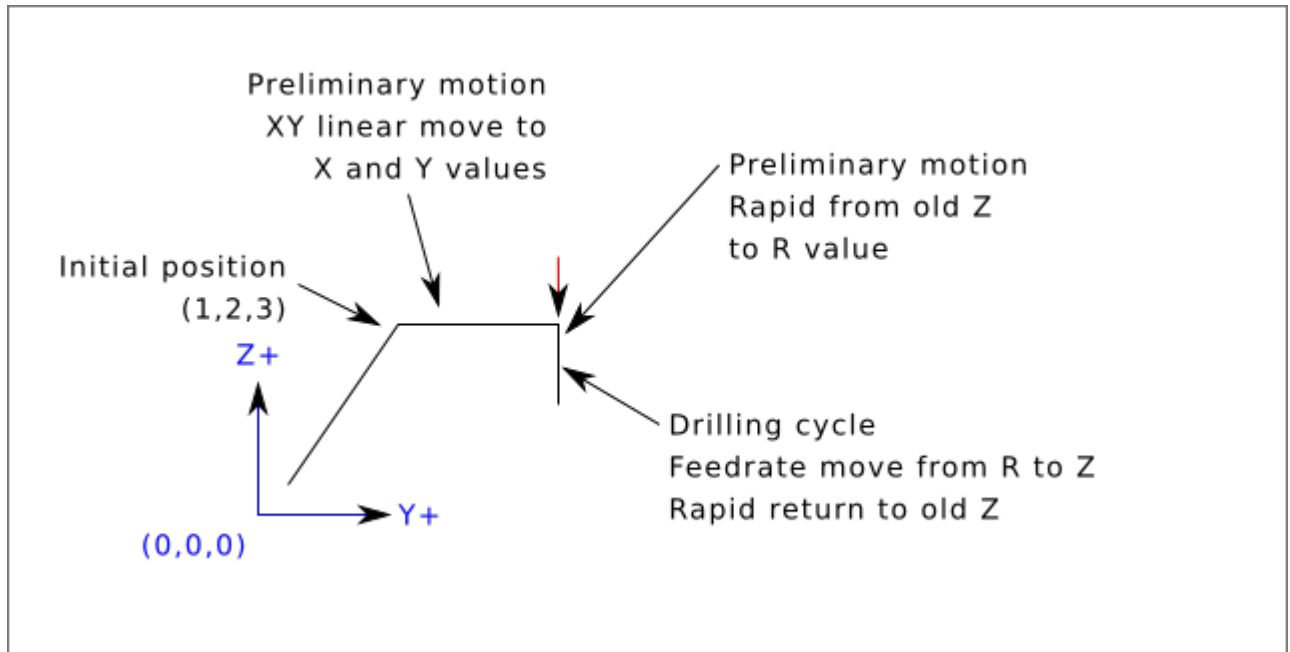 Preliminary motion
XY linear move to
X and Y values
Preliminary motion
Rapid from old Z
to R value
Initial position
(1,2,3)
Z+
Drilling cycle
Feedrate move from R to Z
Rapid return to old Z
Y+
(0,0,0)